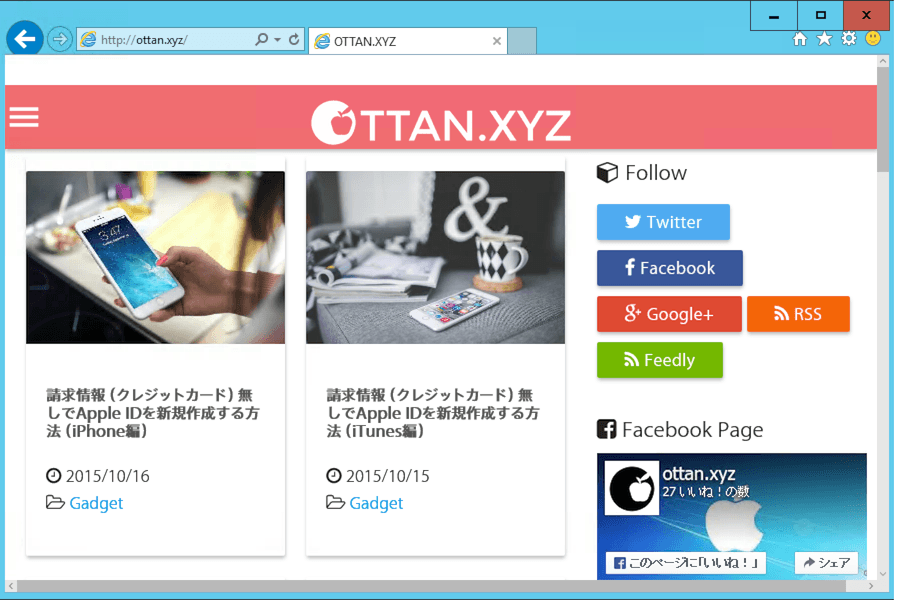 http://ottan.xyz/
OTTAN.XYZ
OTTAN.XYZ
3:47
&
請求情報（クレジットカード）無
しでApple IDを新規作成する方
法（iPhone編）
2015/10/16
Gadget
請求情報（クレジットカード）無
しでApple IDを新規作成する方
法（iTunes編）
2015/10/15
Gadget
Follow
Twitter
Facebook
Google+
RSS
Feedly
Facebook Page
ottan.xyz
27 いいね！の数
このページに「いいね！」
シェア